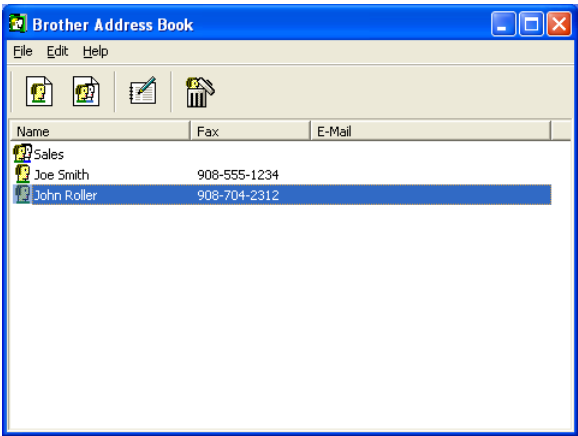 Brother Address Book
File Edit Help
Name Fax E-Mail
Sales
Joe Smith 908-555-1234
John Roller 908-704-2312